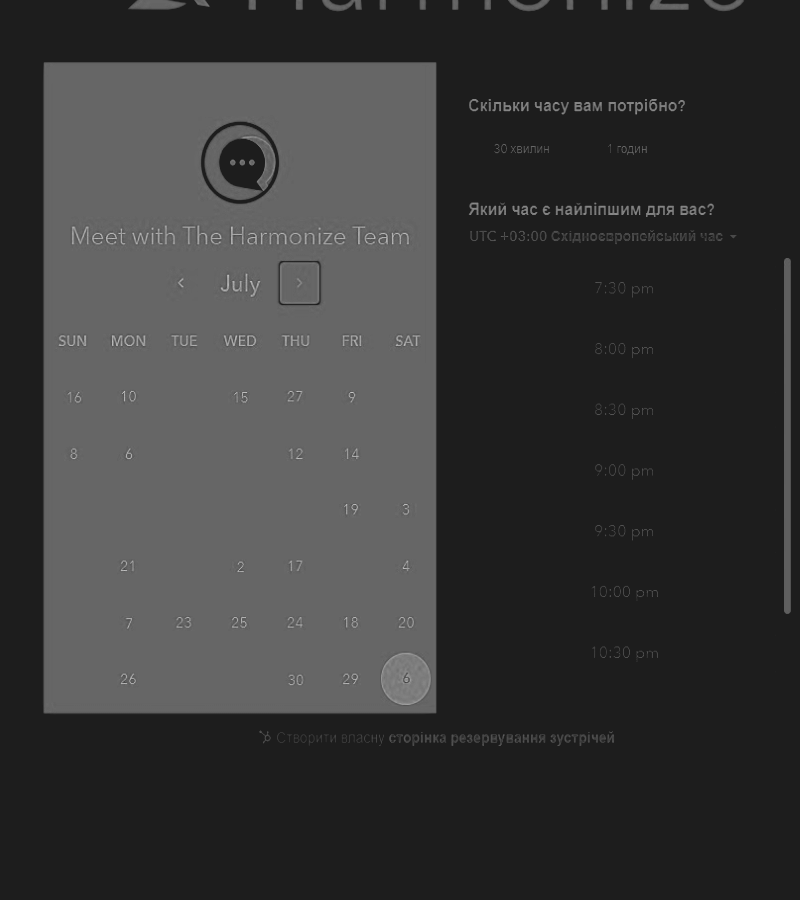 Harmonize
Meet with The Harmonize Team
July
SUN MON TUE WED THU FRI SAT
16 10 15 27 9
8 6 12 14
19 3
21 2 17 4
7 23 25 24 18 20
26 30 29 6
Скільки часу вам потрібно?
30 хвилин 1 годин
Який час є найліпшим для вас?
UTC +03:00 Східноєвропейський час
7:30 pm
8:00 pm
8:30 pm
9:00 pm
9:30 pm
10:00 pm
10:30 pm
Створити власну сторінка резервування зустрічей